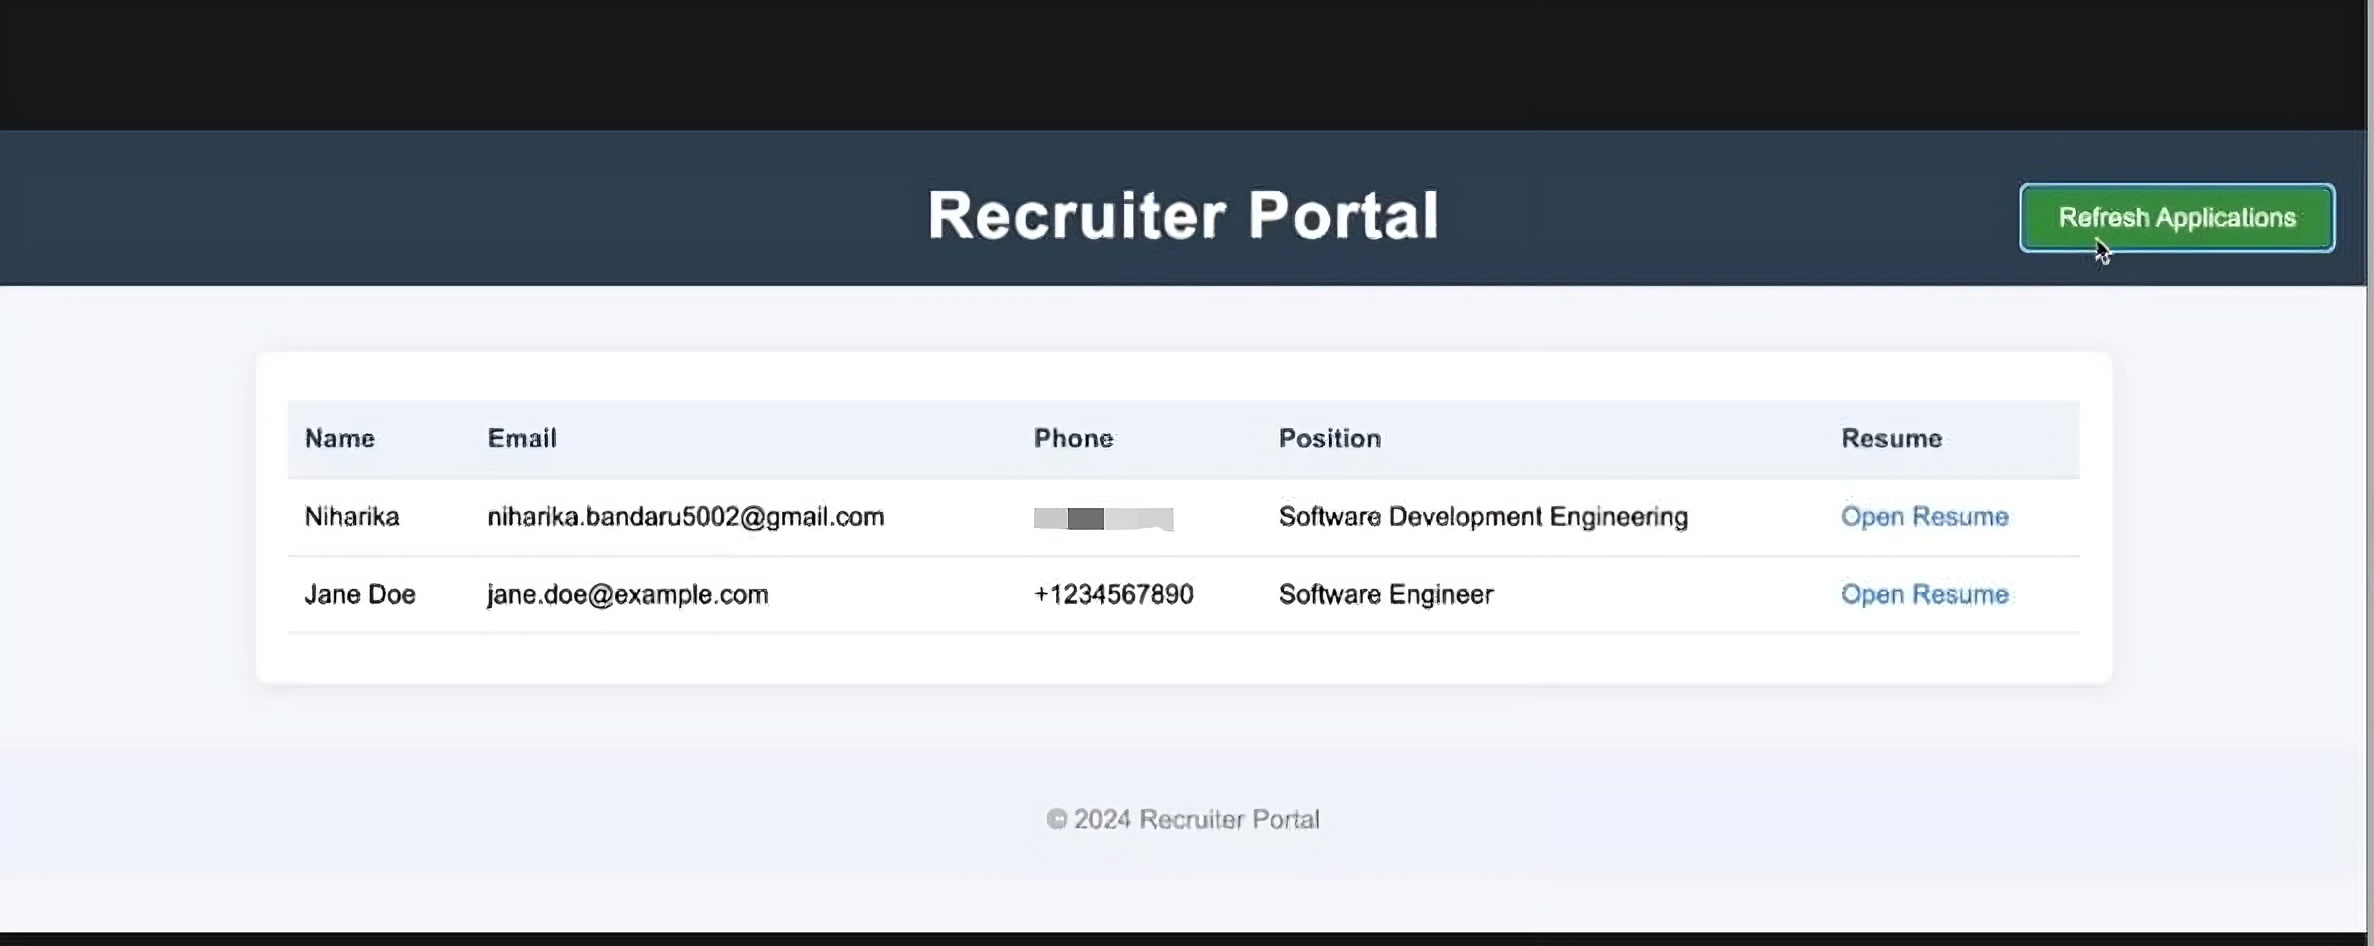 Recruiter Portal
Refresh Applications
Name Email Phone Position Resume
Niharika niharika.bandaru5002@gmail.com Software Development Engineering Open Resume
Jane Doe jane.doe@example.com +1234567890 Software Engineer Open Resume
© 2024 Recruiter Portal